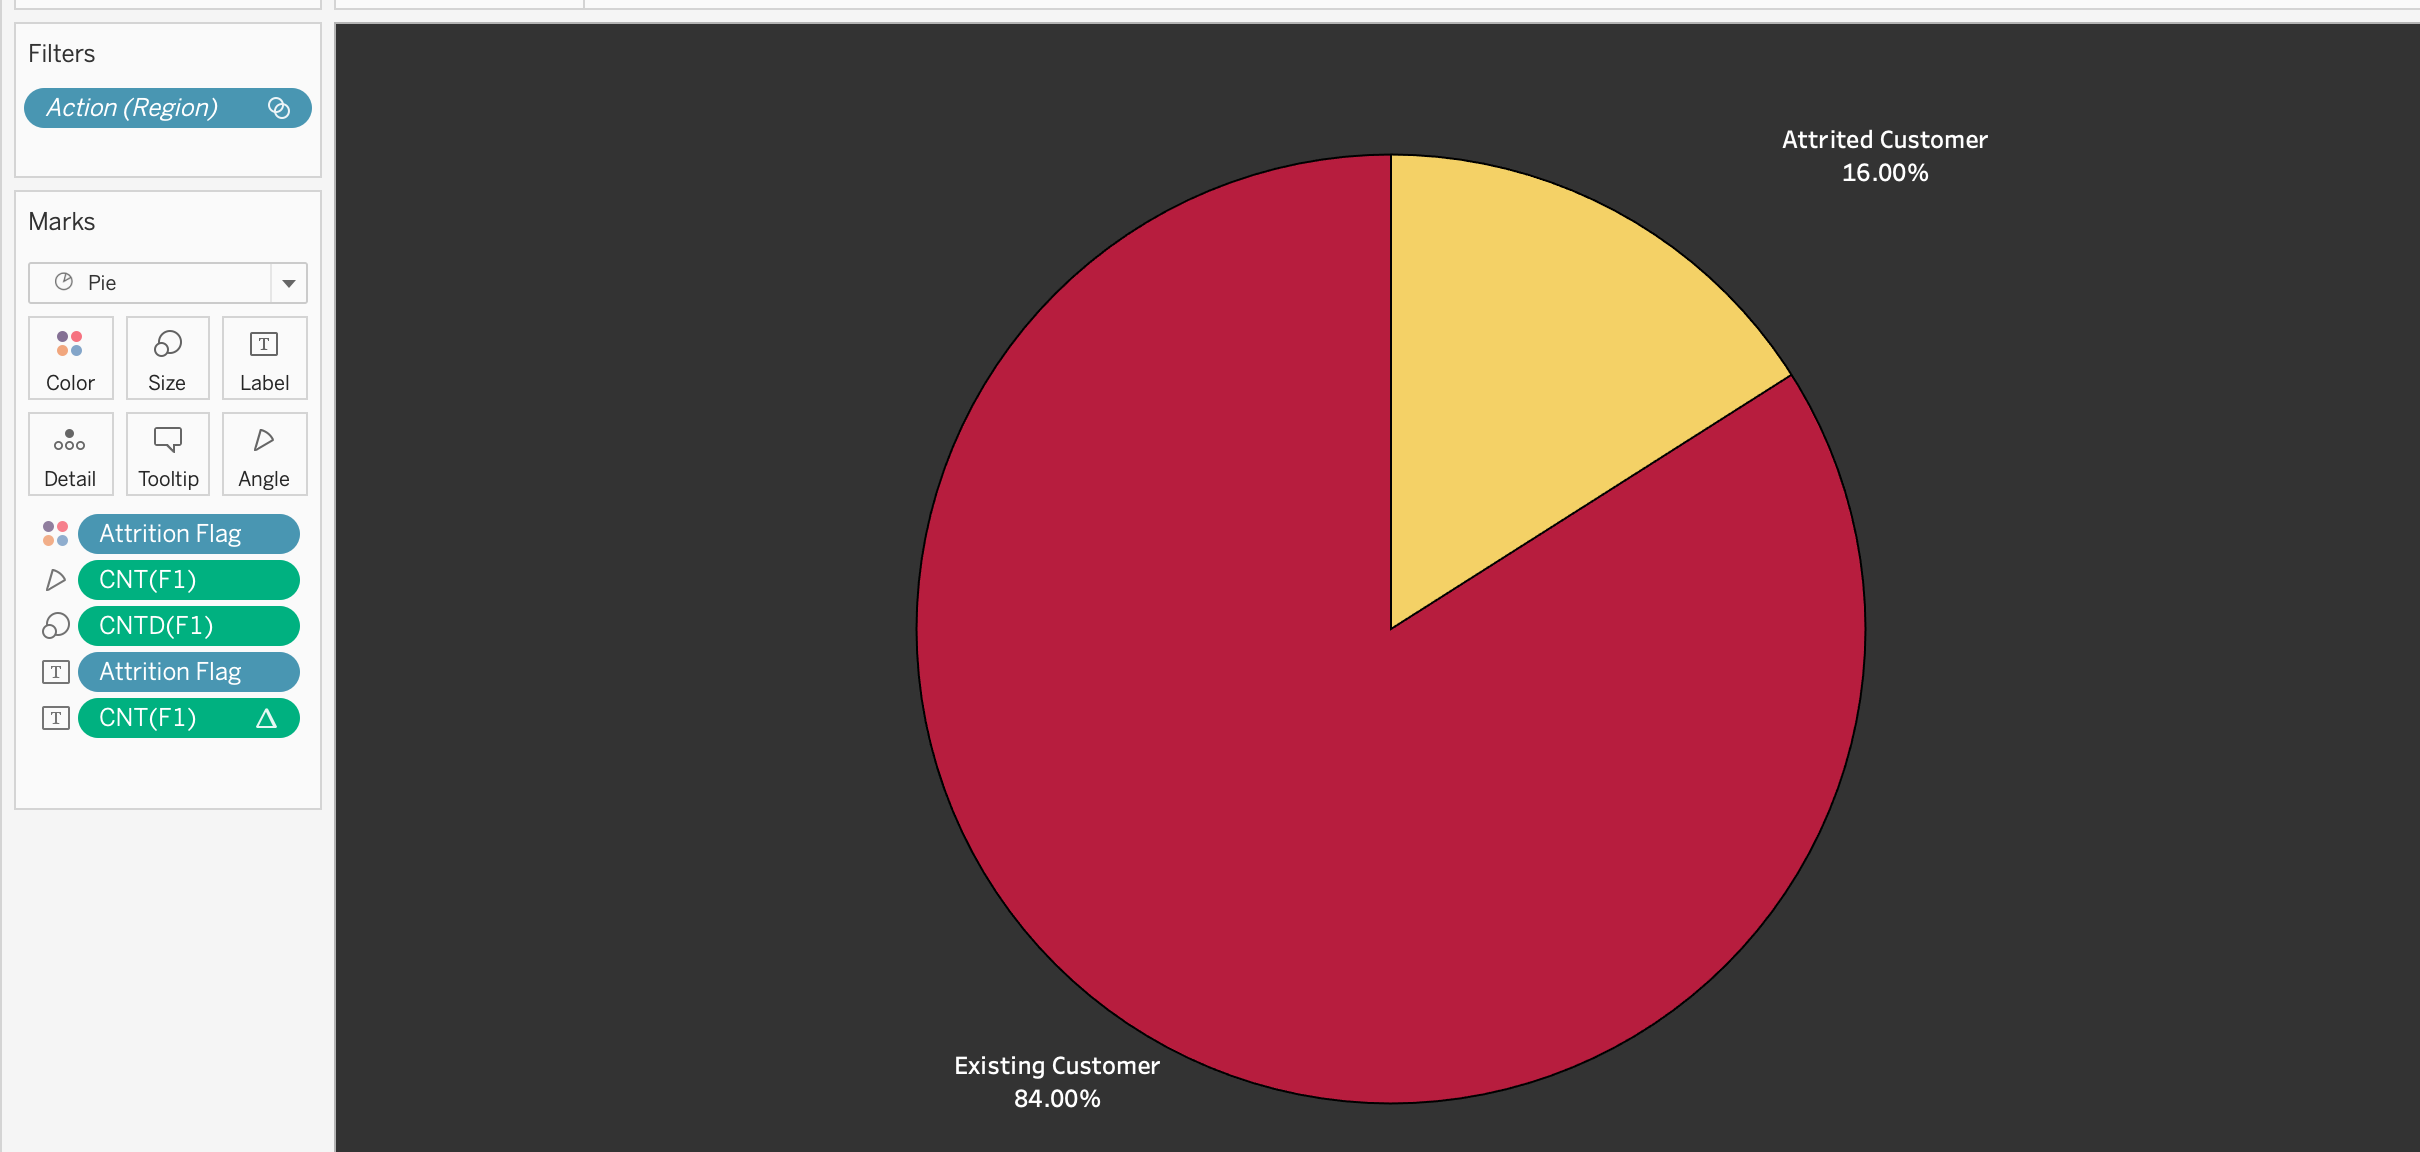 Filters
Action (Region)
Marks
Pie
Color Size Label
Detail Tooltip Angle
Attrition Flag
CNT(F1)
CNTD(F1)
T Attrition Flag
T CNT(F1)
Attrited Customer
16.00%
Existing Customer
84.00%